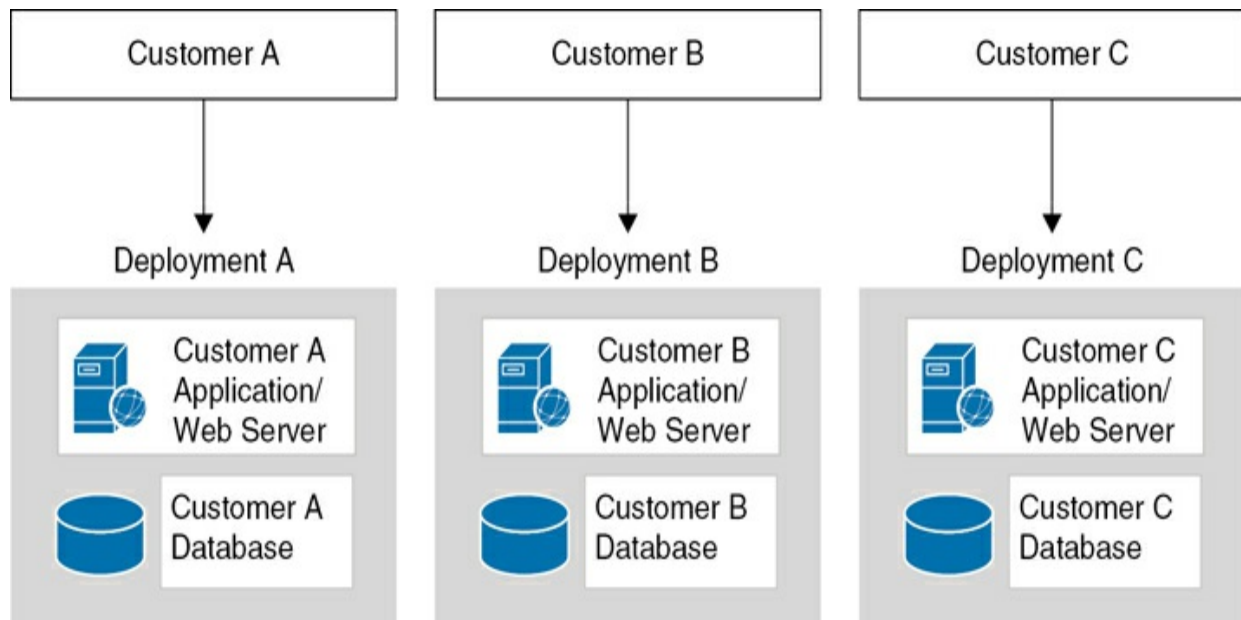 Customer A
Customer B
Customer C
Deployment A
Deployment B
Deployment C
Customer A
Application/
Web Server
Customer B
Application/
Web Server
Customer C
Application/
Web Server
Customer A
Database
Customer B
Database
Customer C
Database